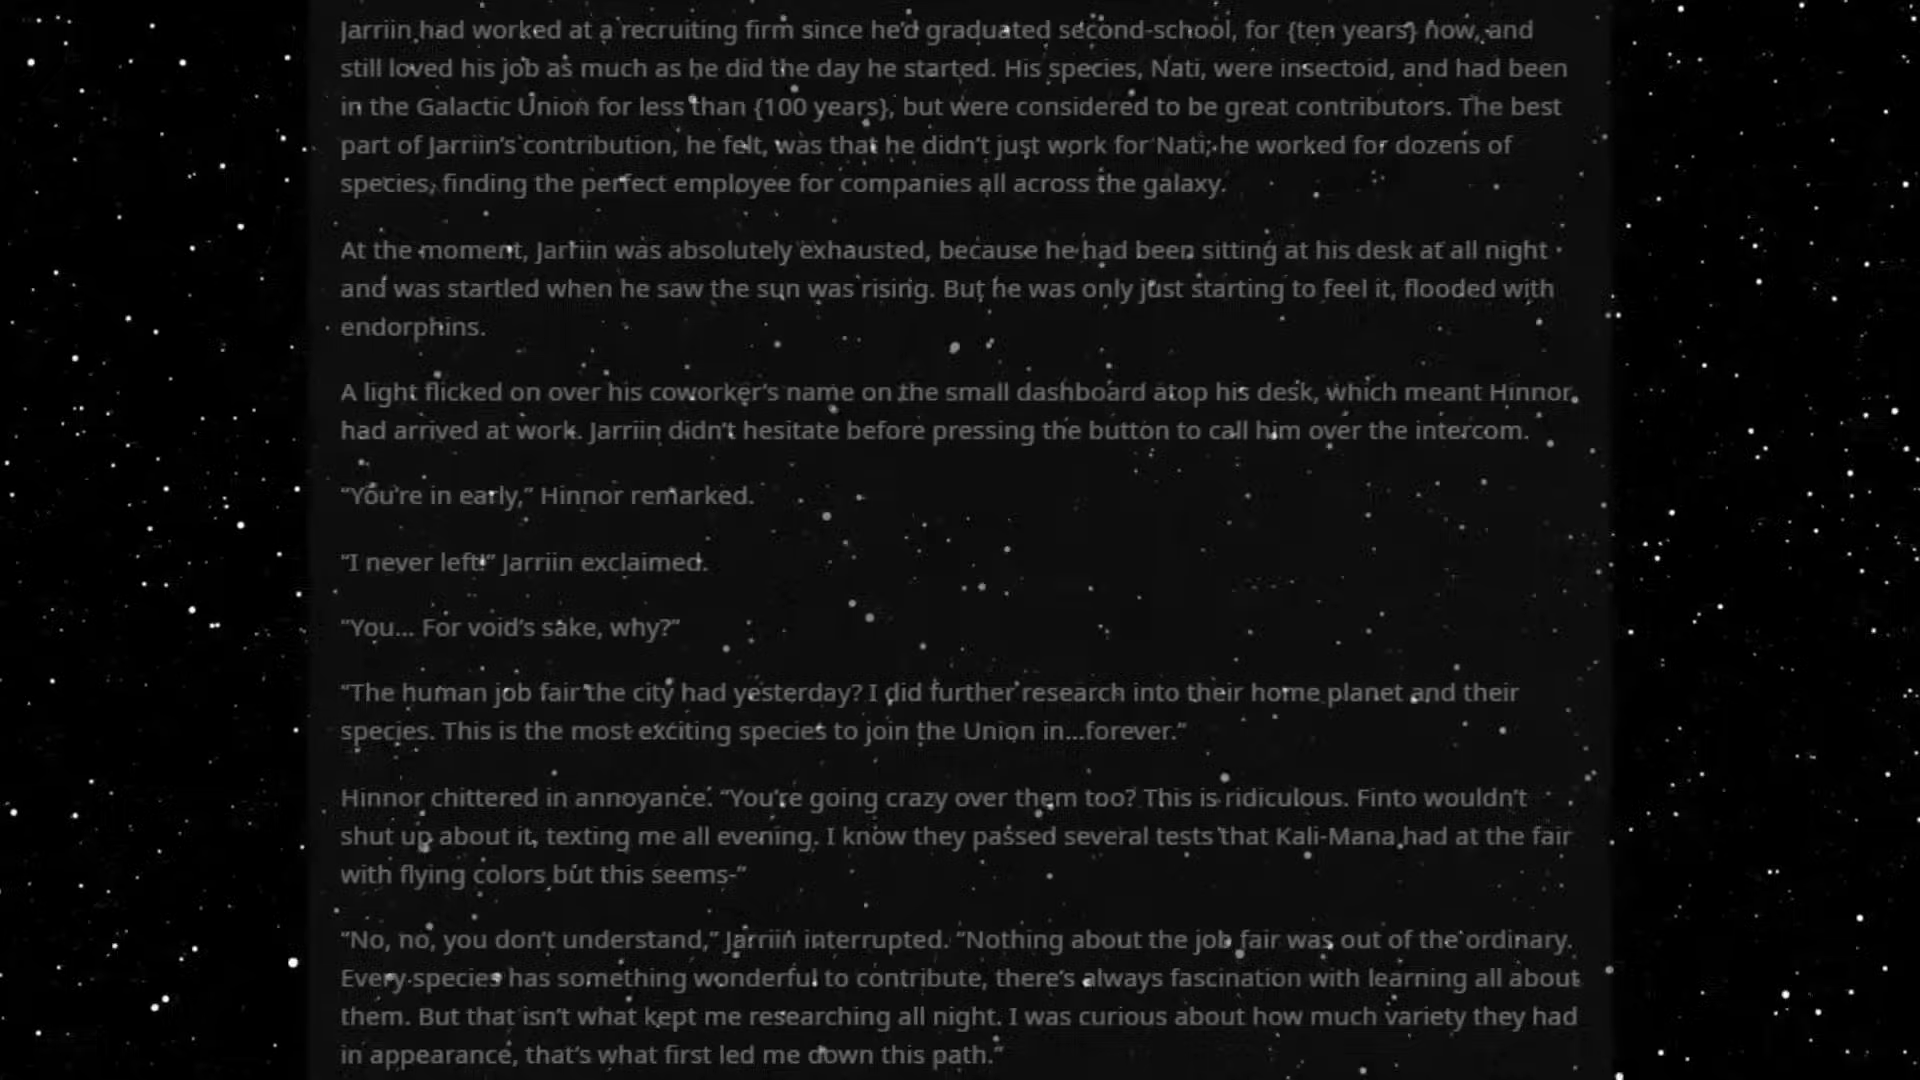 Jarriin had worked at a recruiting firm since he’d graduated second-school, for {ten years} now, and
still loved his job as much as he did the day he started. His species, Nati, were insectoid, and had been
in the Galactic Union for less than {100 years}, but were considered to be great contributors. The best
part of Jarriin’s contribution, he felt, was that he didn’t just work for Nati; he worked for dozens of
species, finding the perfect employee for companies all across the galaxy.
At the moment, Jarriin was absolutely exhausted, because he had been sitting at his desk at all night
and was startled when he saw the sun was rising. But he was only just starting to feel it, flooded with
endorphins.
A light flicked on over his coworker’s name on the small dashboard atop his desk, which meant Hinnor
had arrived at work. Jarriin didn’t hesitate before pressing the button to call him over the intercom.
“You’re in early,” Hinnor remarked.
“I never left!” Jarriin exclaimed.
“You… For void’s sake, why?”
“The human job fair the city had yesterday? I did further research into their home planet and their
species. This is the most exciting species to join the Union in…forever.”
Hinnor chittered in annoyance. “You’re going crazy over them too? This is ridiculous. Finto wouldn’t
shut up about it, texting me all evening. I know they passed several tests that Kali-Mana had at the fair
with flying colors but this seems-”
“No, no, you don’t understand,” Jarriin interrupted. “Nothing about the job fair was out of the ordinary.
Every species has something wonderful to contribute, there’s always fascination with learning all about
them. But that isn’t what kept me researching all night. I was curious about how much variety they had
in appearance, that’s what first led me down this path.”